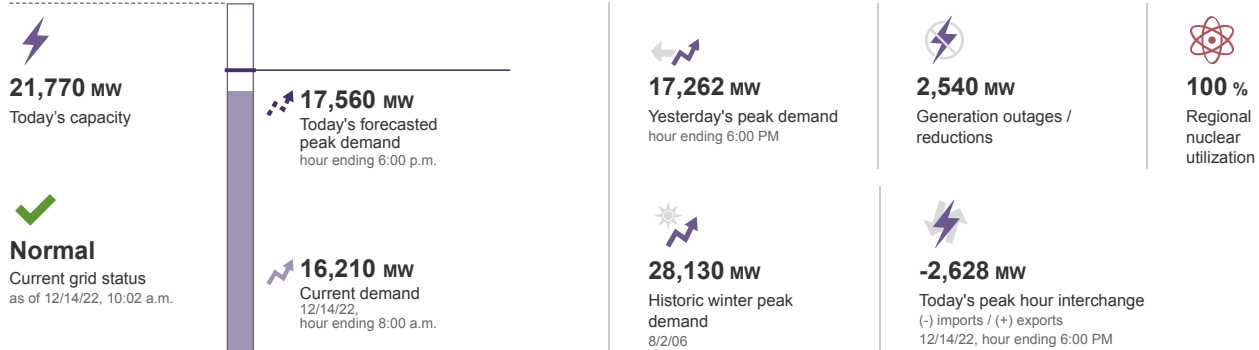 21,770 MW
Today's capacity
Normal
Current grid status
as of 12/14/22, 10:02 a.m.
17,560 MW
Today's forecasted
peak demand
hour ending 6:00 p.m.
16,210 MW
Current demand
12/14/22,
hour ending 8:00 a.m.
17,262 MW
Yesterday's peak demand
hour ending 6:00 PM
2,540 MW
Generation outages /
reductions
100 %
Regional
nuclear
utilization
28,130 MW
Historic winter peak
demand
8/2/06
-2,628 MW
Today's peak hour interchange
(-) imports / (+) exports
12/14/22, hour ending 6:00 PM